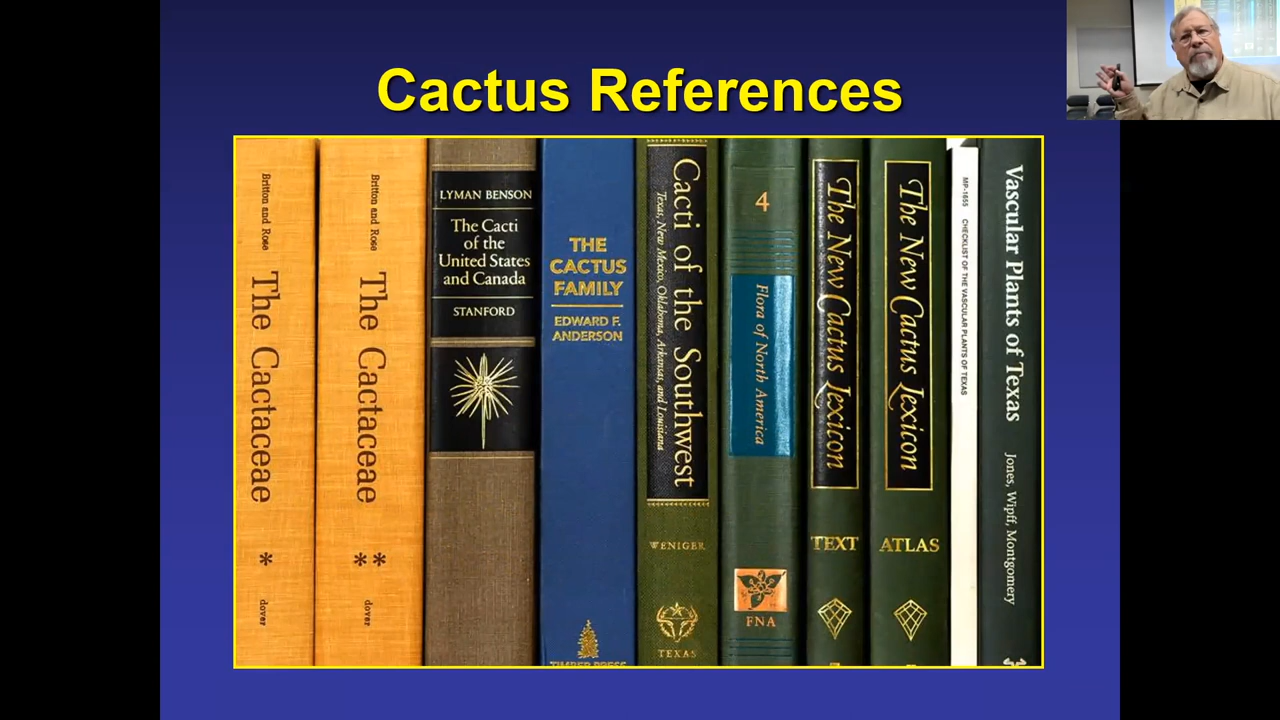 Cactus References
Britton and Rose
The Cactaceae
*
dover
Britton and Rose
The Cactaceae
**
dover
LYMAN BENSON
The Cacti
of the
United States
and Canada
STANFORD
THE
CACTUS
FAMILY
EDWARD F.
ANDERSON
TIMBER PRESS
Cacti of the Southwest
Texas, New Mexico, Oklahoma, Arkansas, and Louisiana
WENIGER
TEXAS
4
Flora of North America
FNA
The New Cactus Lexicon
TEXT
The New Cactus Lexicon
ATLAS
MP-1655 CHECKLIST OF THE VASCULAR PLANTS OF TEXAS
Vascular Plants of Texas
Jones, Wipff, Montgomery